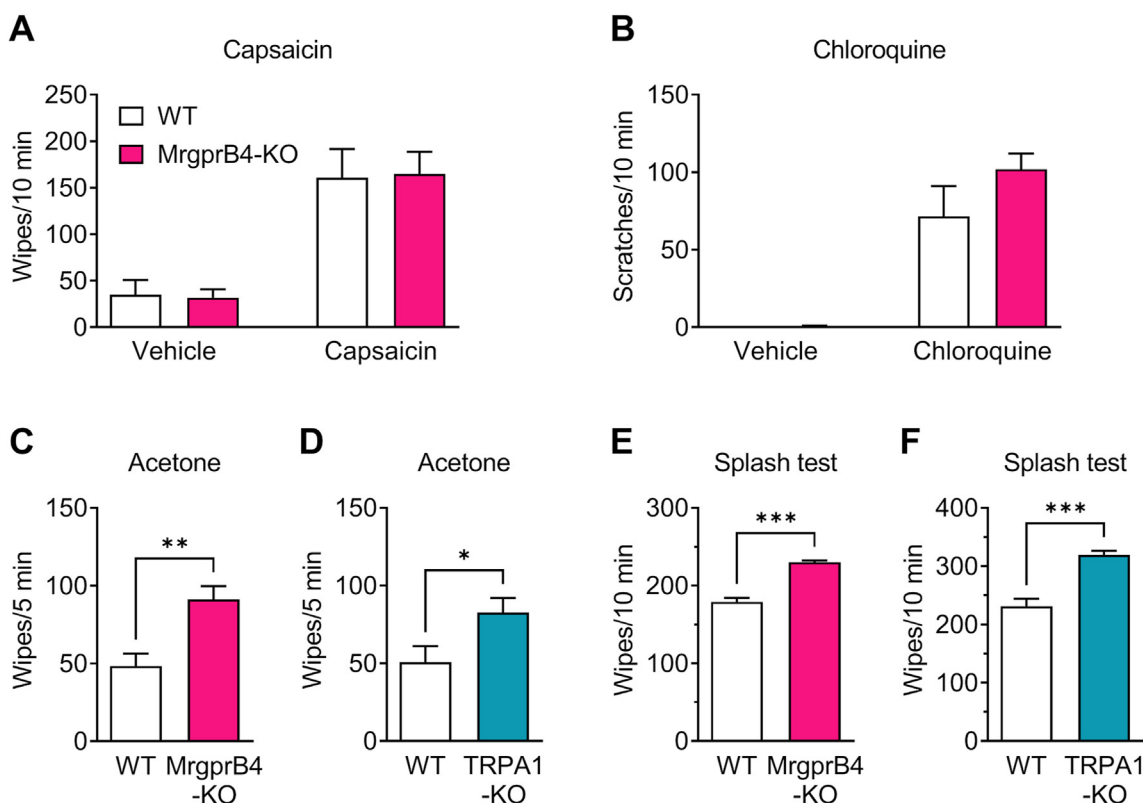 A
Capsaicin
Wipes/10 min
250
200
150
100
50
0
WT
MrgprB4-KO
Vehicle
Capsaicin
B
Chloroquine
Scratches/10 min
150
100
50
0
Vehicle
Chloroquine
C
Acetone
Wipes/5 min
150
100
50
0
**
WT
MrgprB4
-KO
D
Acetone
Wipes/5 min
150
100
50
0
*
WT
TRPA1
-KO
E
Splash test
Wipes/10 min
300
200
100
0
***
WT
MrgprB4
-KO
F
Splash test
Wipes/10 min
400
300
200
100
0
***
WT
TRPA1
-KO